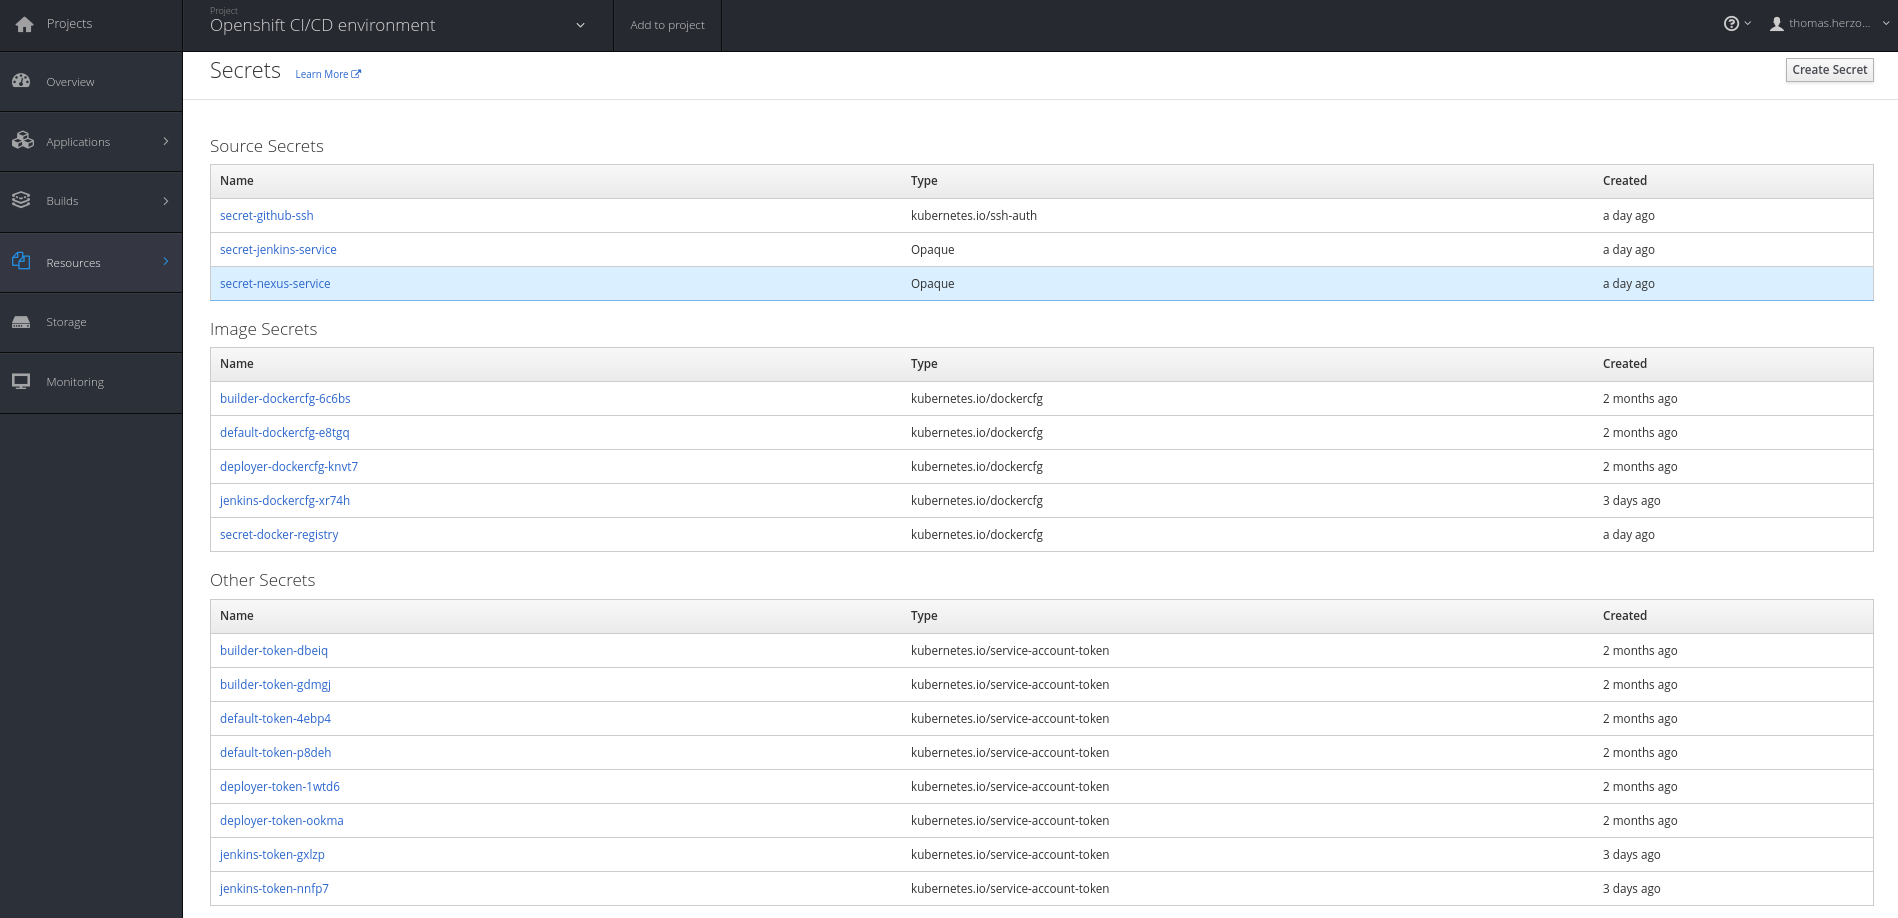 Projects
Project
Openshift CI/CD environment
Add to project
thomas.herzo...
Overview
Applications
Builds
Resources
Storage
Monitoring
Secrets Learn More
Create Secret
Source Secrets
Name Type Created
secret-github-ssh kubernetes.io/ssh-auth a day ago
secret-jenkins-service Opaque a day ago
secret-nexus-service Opaque a day ago
Image Secrets
Name Type Created
builder-dockercfg-6c6bs kubernetes.io/dockercfg 2 months ago
default-dockercfg-e8tgq kubernetes.io/dockercfg 2 months ago
deployer-dockercfg-knvt7 kubernetes.io/dockercfg 2 months ago
jenkins-dockercfg-xr74h kubernetes.io/dockercfg 3 days ago
secret-docker-registry kubernetes.io/dockercfg a day ago
Other Secrets
Name Type Created
builder-token-dbeiq kubernetes.io/service-account-token 2 months ago
builder-token-gdmgj kubernetes.io/service-account-token 2 months ago
default-token-4ebp4 kubernetes.io/service-account-token 2 months ago
default-token-p8deh kubernetes.io/service-account-token 2 months ago
deployer-token-1wtd6 kubernetes.io/service-account-token 2 months ago
deployer-token-ookma kubernetes.io/service-account-token 2 months ago
jenkins-token-gxlzp kubernetes.io/service-account-token 3 days ago
jenkins-token-nnfp7 kubernetes.io/service-account-token 3 days ago